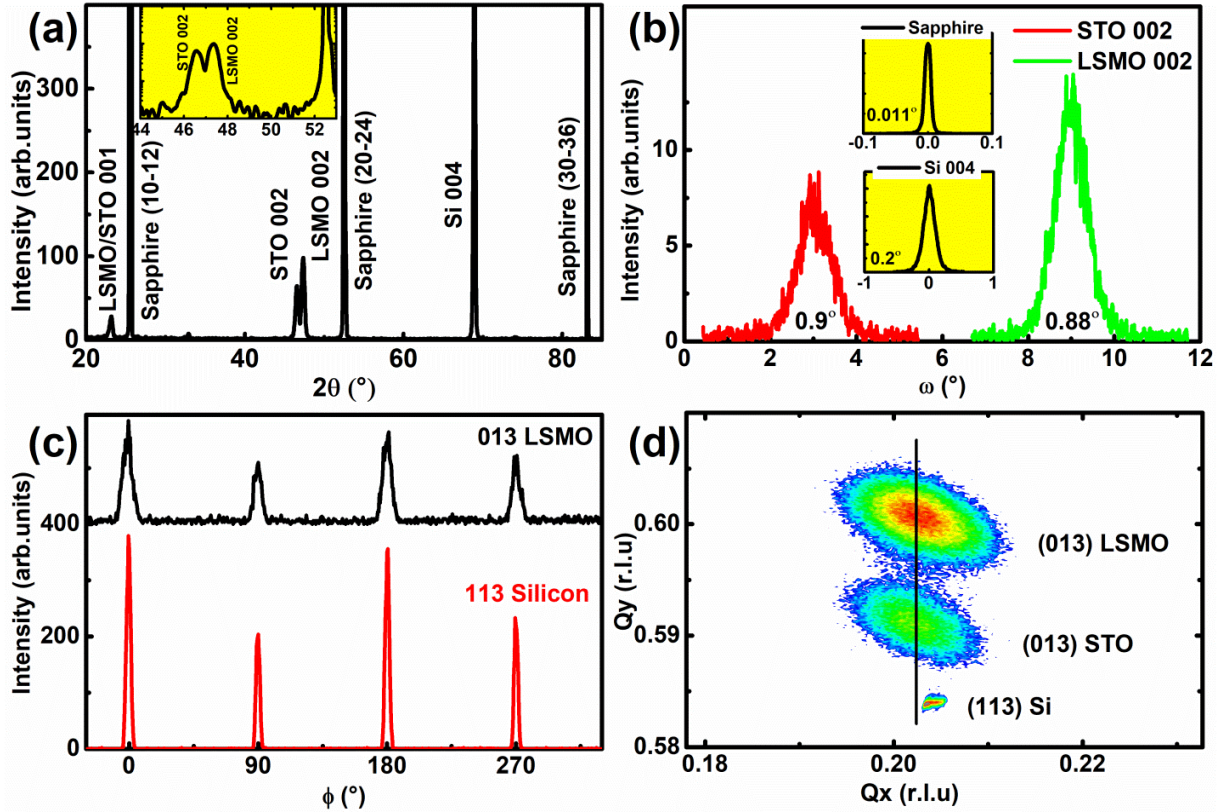 (a)
Intensity (arb.units)
300
200
100
0
20
40
60
80
2θ (°)
LSMO/STO 001
Sapphire (10-12)
STO 002
LSMO 002
Sapphire (20-24)
Si 004
Sapphire (30-36)
STO 002
LSMO 002
44 46 48 50 52
(b)
Intensity (arb.units)
15
10
5
0
0 2 4 6 8 10 12
ω (°)
STO 002
LSMO 002
Sapphire
0.011°
-0.1 0.0 0.1
Si 004
0.2°
-1 0 1
0.9°
0.88°
(c)
Intensity (arb.units)
400
200
0
0 90 180 270
ϕ (°)
013 LSMO
113 Silicon
(d)
Qy (r.l.u)
0.60
0.59
0.58
0.18 0.20 0.22
Qx (r.l.u)
(013) LSMO
(013) STO
(113) Si